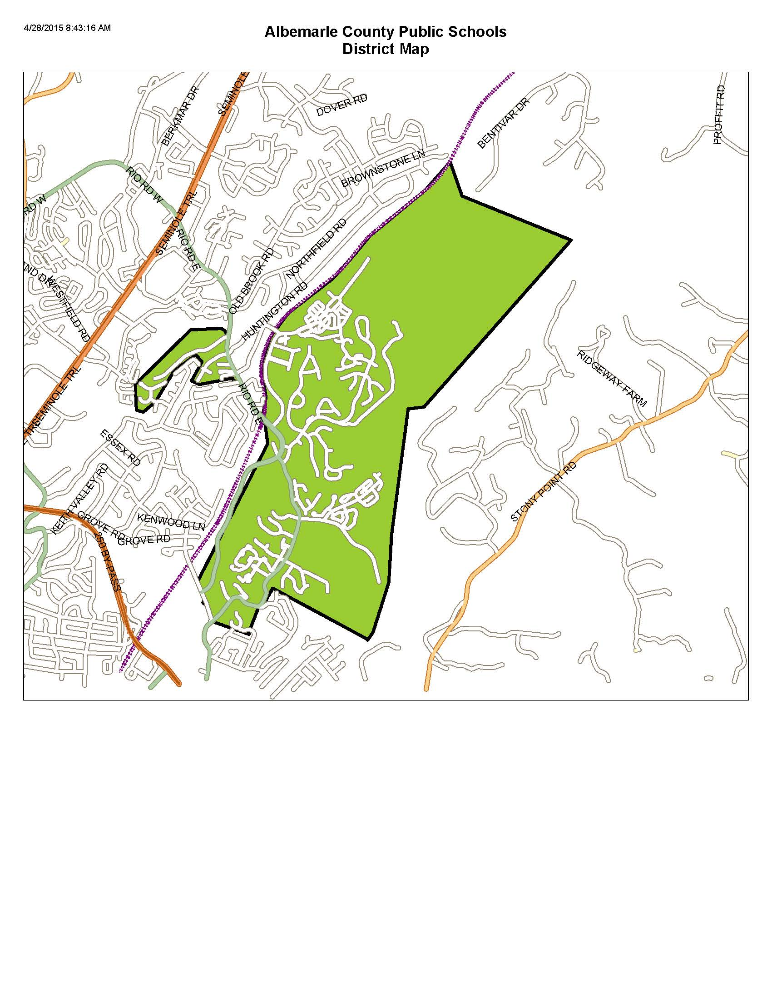 4/28/2015 8:43:16 AM
Albemarle County Public Schools
District Map
SEMINOLE
BERKMAR DR
DOVER RD
BENTIVAR DR
PROFFIT RD
BROWNSTONE LN
RIO RD W
RD W
SEMINOLE TRL
RIO RD E
NORTHFIELD RD
OLD BROOK RD
HUNTINGTON RD
WESTFIELD RD
RIDGEWAY FARM
SEMINOLE TRL
RIO RD E
ESSEX RD
KEITH VALLEY RD
STONY POINT RD
GROVE RD
KENWOOD LN
GROVE RD
250 BY-PASS